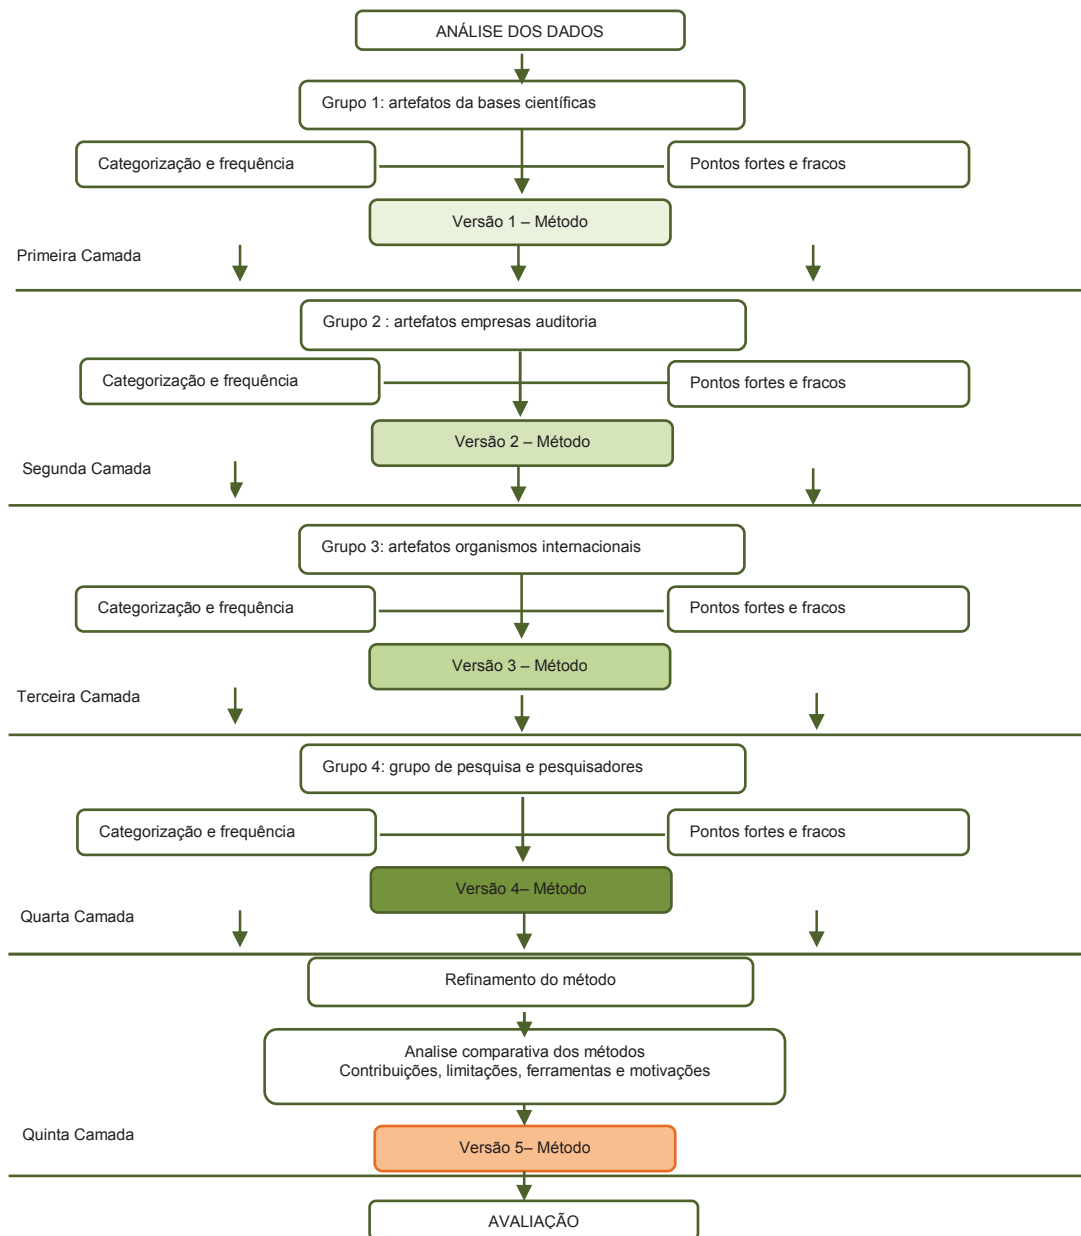 ANÁLISE DOS DADOS
Grupo 1: artefatos da bases científicas
Categorização e frequência
Pontos fortes e fracos
Versão 1 – Método
Primeira Camada
Grupo 2 : artefatos empresas auditoria
Categorização e frequência
Pontos fortes e fracos
Versão 2 – Método
Segunda Camada
Grupo 3: artefatos organismos internacionais
Categorização e frequência
Pontos fortes e fracos
Versão 3 – Método
Terceira Camada
Grupo 4: grupo de pesquisa e pesquisadores
Categorização e frequência
Pontos fortes e fracos
Versão 4– Método
Quarta Camada
Refinamento do método
Analise comparativa dos métodos
Contribuições, limitações, ferramentas e motivações
Quinta Camada
Versão 5– Método
AVALIAÇÃO